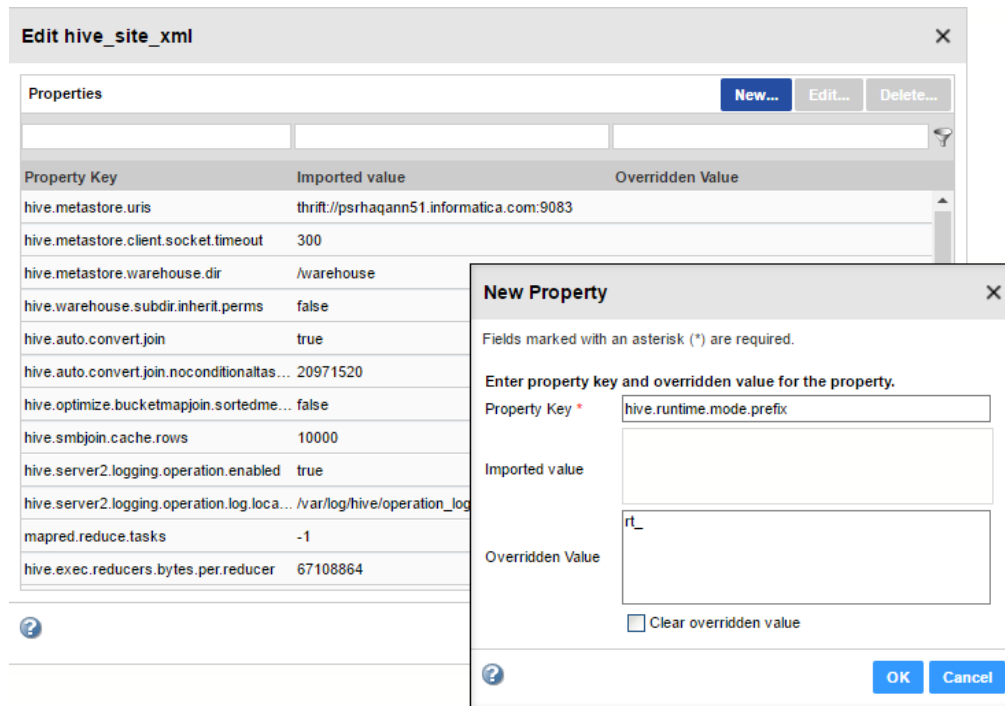 Edit hive_site_xml
Properties
New... Edit... Delete...
Property Key Imported value Overridden Value
hive.metastore.uris thrift://psrhaqann51.informatica.com:9083
hive.metastore.client.socket.timeout 300
hive.metastore.warehouse.dir /warehouse
hive.warehouse.subdir.inherit.perms false
hive.auto.convert.join true
hive.auto.convert.join.noconditionaltas... 20971520
hive.optimize.bucketmapjoin.sortedme... false
hive.smbjoin.cache.rows 10000
hive.server2.logging.operation.enabled true
hive.server2.logging.operation.log.loca... /var/log/hive/operation_log
mapred.reduce.tasks -1
hive.exec.reducers.bytes.per.reducer 67108864
New Property
Fields marked with an asterisk (*) are required.
Enter property key and overridden value for the property.
Property Key * hive.runtime.mode.prefix
Imported value
Overridden Value rt_
Clear overridden value
OK Cancel